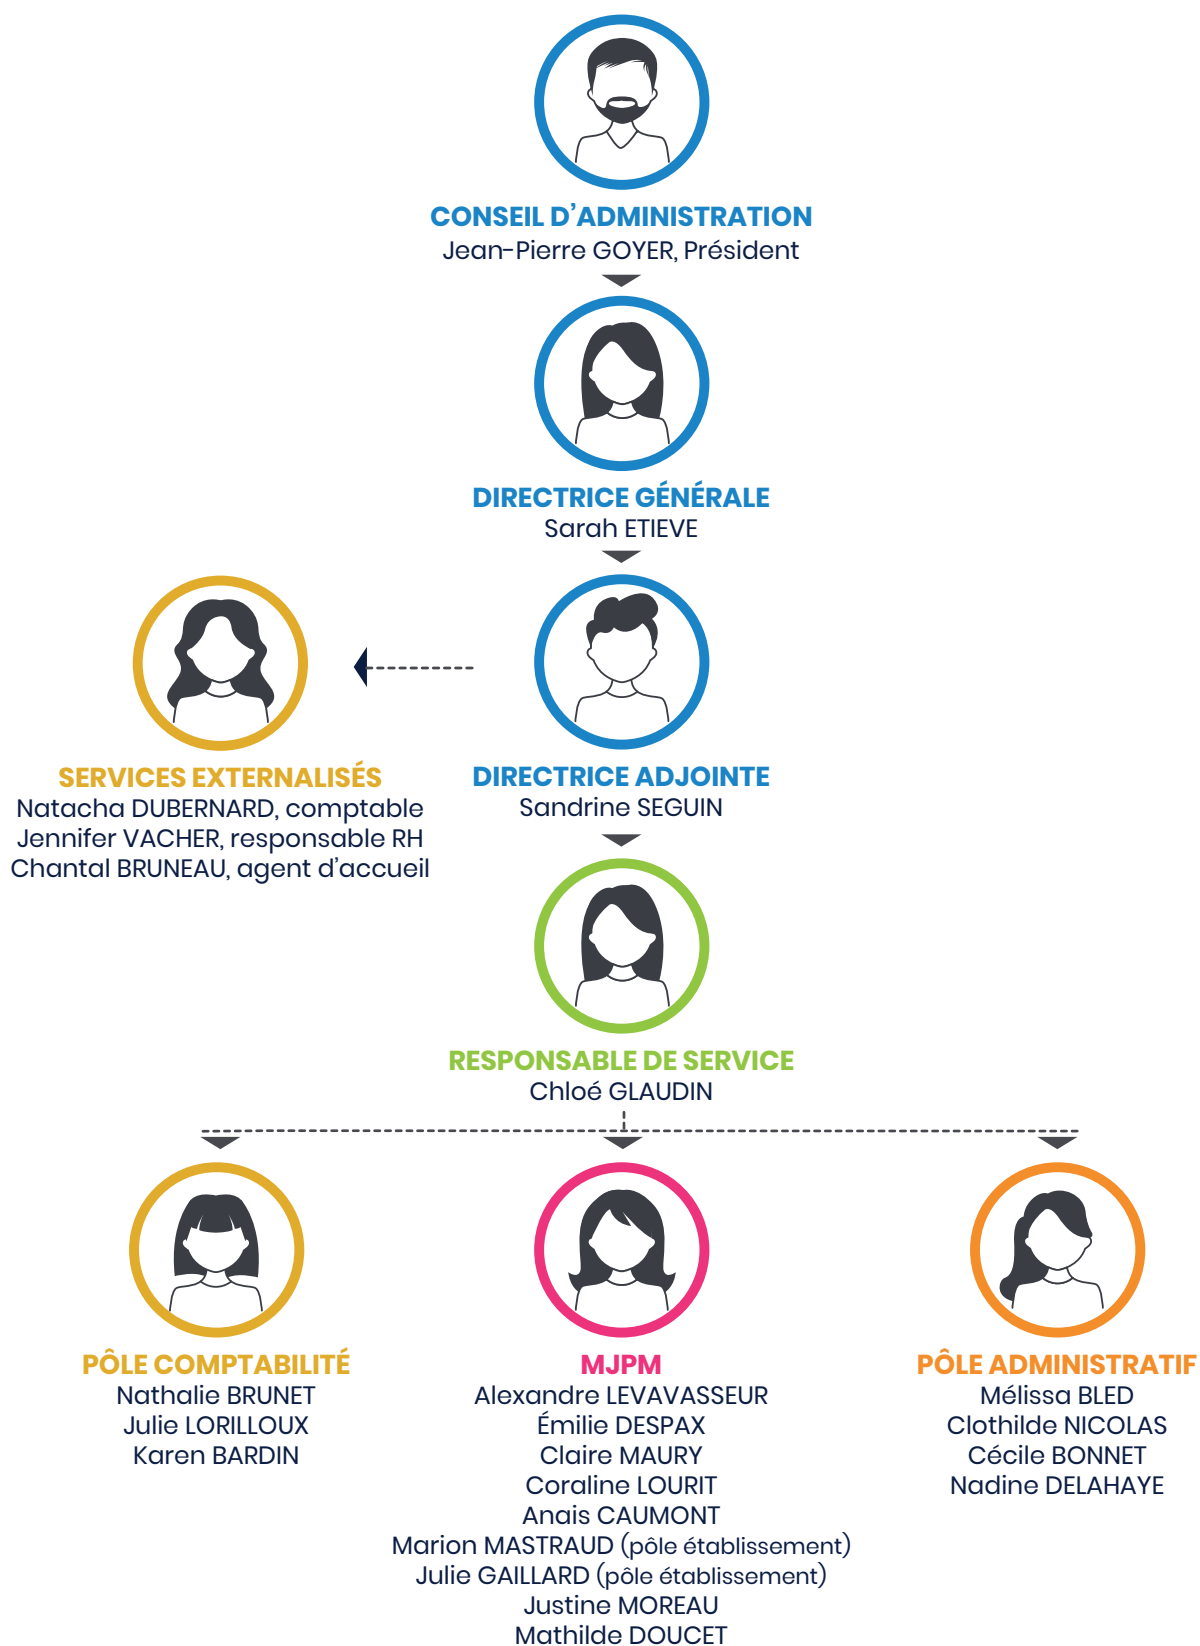 CONSEIL D’ADMINISTRATION
Jean-Pierre GOYER, Président
DIRECTRICE GÉNÉRALE
Sarah ETIEVE
SERVICES EXTERNALISÉS
Natacha DUBERNARD, comptable
Jennifer VACHER, responsable RH
Chantal BRUNEAU, agent d’accueil
DIRECTRICE ADJOINTE
Sandrine SEGUIN
RESPONSABLE DE SERVICE
Chloé GLAUDIN
PÔLE COMPTABILITÉ
Nathalie BRUNET
Julie LORILLOUX
Karen BARDIN
MJPM
Alexandre LEVAVASSEUR
Émilie DESPAX
Claire MAURY
Coraline LOURIT
Anais CAUMONT
Marion MASTRAUD (pôle établissement)
Julie GAILLARD (pôle établissement)
Justine MOREAU
Mathilde DOUCET
PÔLE ADMINISTRATIF
Mélissa BLED
Clothilde NICOLAS
Cécile BONNET
Nadine DELAHAYE